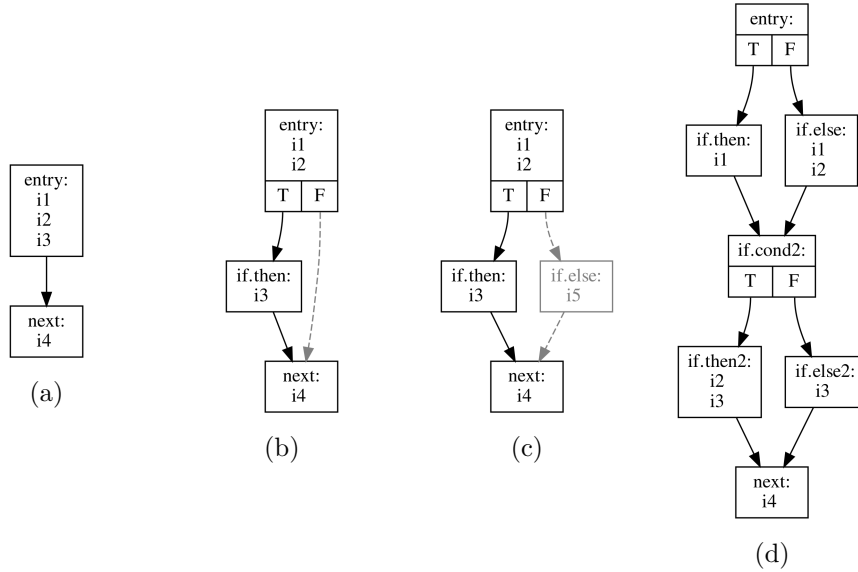 entry:
i1
i2
i3
next:
i4
(a)
entry:
i1
i2
T F
if.then:
i3
next:
i4
(b)
entry:
i1
i2
T F
if.then:
i3
if.else:
i5
next:
i4
(c)
entry:
T F
if.then:
i1
if.else:
i1
i2
if.cond2:
T F
if.then2:
i2
i3
if.else2:
i3
next:
i4
(d)